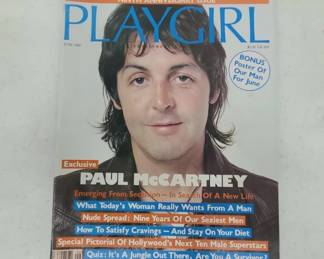 NINTH ANNIVERSARY ISSUE
PLAYGIRL
BONUS
Poster Of
Our Man
For June
Exclusive
PAUL McCARTNEY
Emerging From Seclusion—In Search Of A New Life
What Today's Woman Really Wants From A Man
Nude Spread: Nine Years Of Our Sexiest Men
How To Satisfy Cravings—And Stay On Your Diet
Special Pictorial Of Hollywood's Next Ten Male Superstars
Quiz: It's A Jungle Out There, Are You A Survivor?